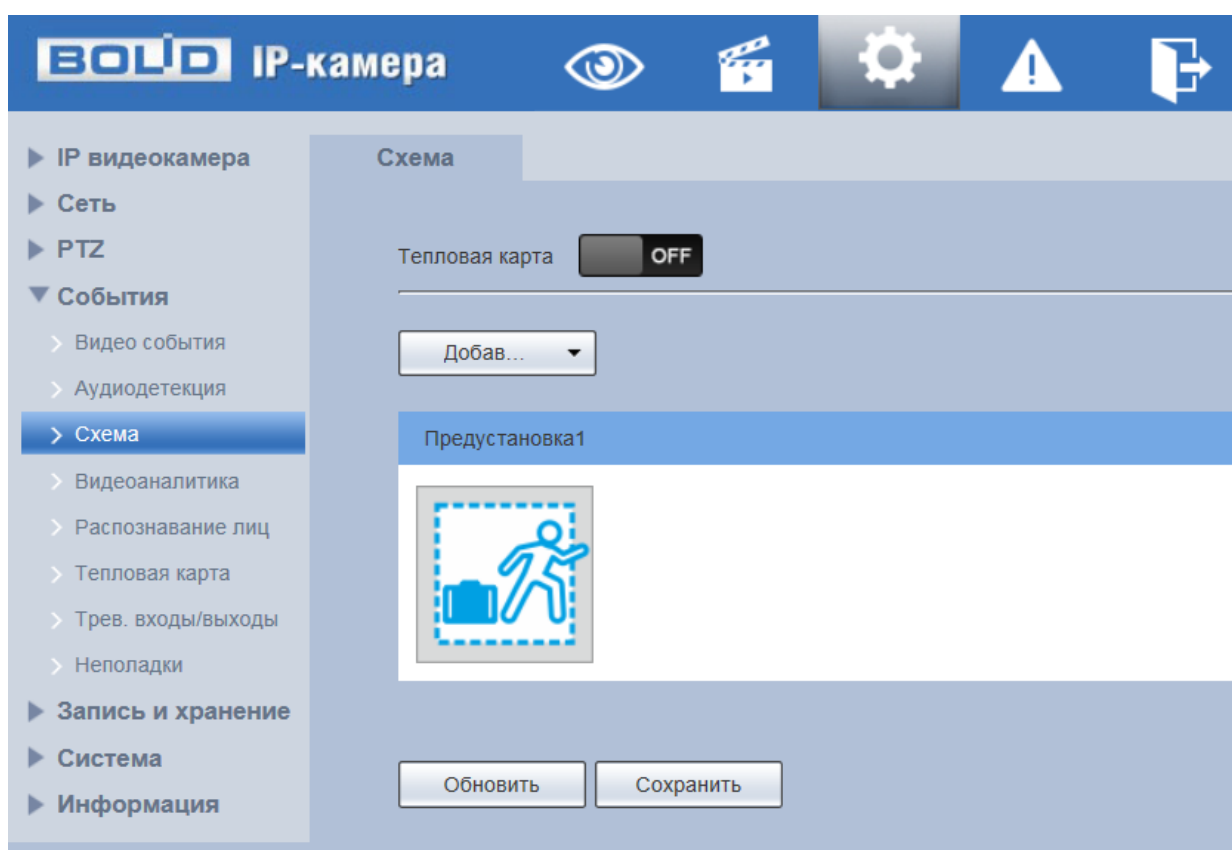 BOLID IP-камера
IP видеокамера
Сеть
PTZ
События
Видео события
Аудиодетекция
Схема
Видеоаналитика
Распознавание лиц
Тепловая карта
Трев. входы/выходы
Неполадки
Запись и хранение
Система
Информация
Схема
Тепловая карта OFF
Добав...
Предустановка1
Обновить Сохранить